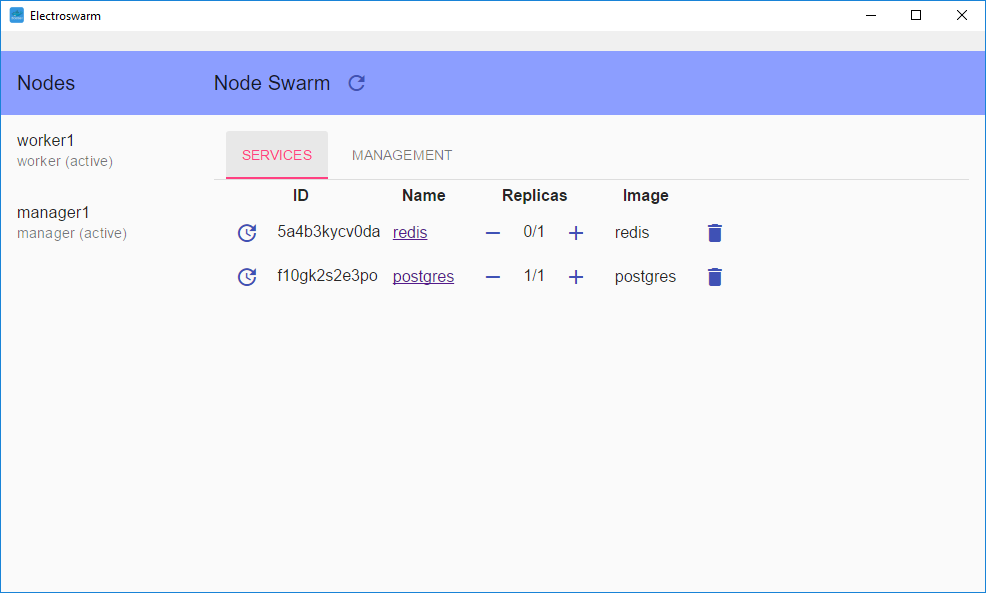 Electroswarm
Nodes
Node Swarm
worker1
worker (active)
manager1
manager (active)
SERVICES MANAGEMENT
ID Name Replicas Image
5a4b3kycv0da redis 0/1 redis
f10gk2s2e3po postgres 1/1 postgres